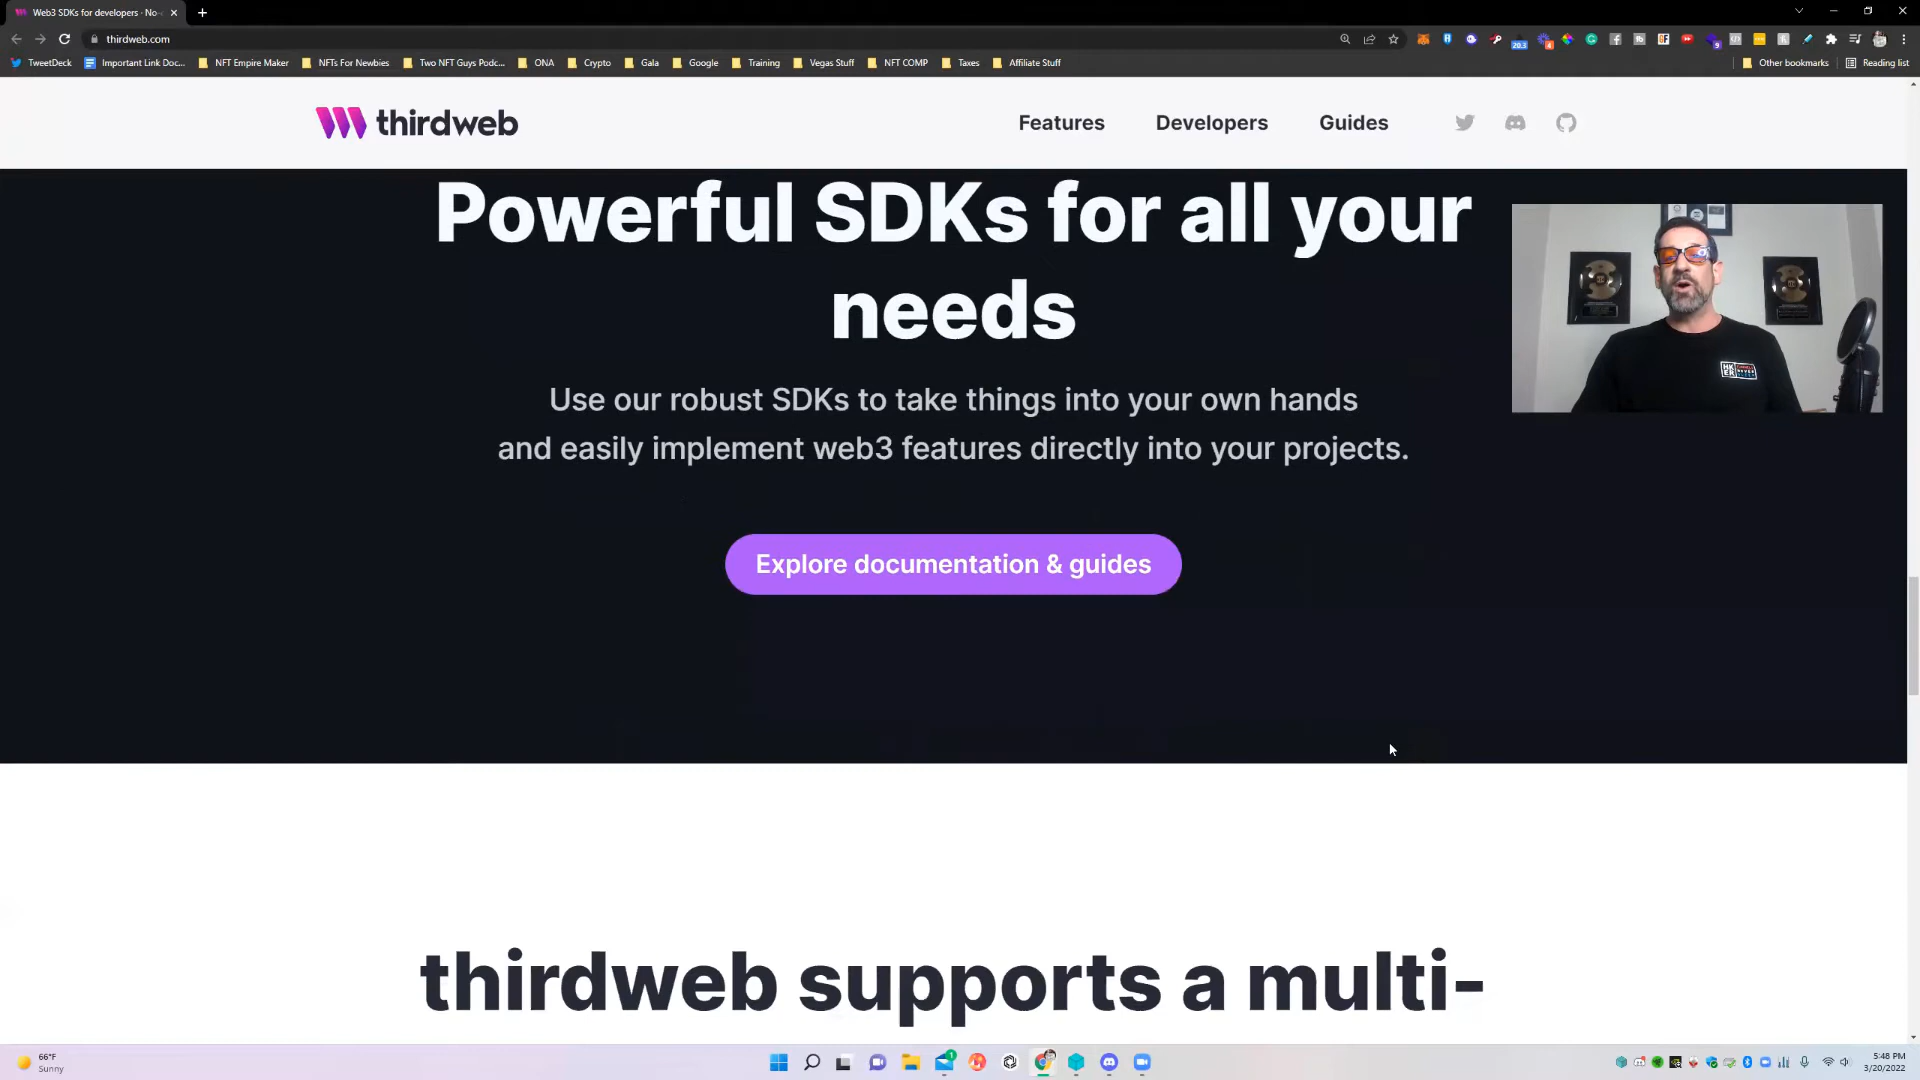 Web3 SDKs for developers · No-
thirdweb.com
TweetDeck
Important Link Doc...
NFT Empire Maker
NFTs For Newbies
Two NFT Guys Podc...
ONA
Crypto
Gala
Google
Training
Vegas Stuff
NFT COMP
Taxes
Affiliate Stuff
Other bookmarks
Reading list
thirdweb
Features
Developers
Guides
Powerful SDKs for all your
needs
Use our robust SDKs to take things into your own hands
and easily implement web3 features directly into your projects.
Explore documentation & guides
thirdweb supports a multi-
66°F
Sunny
5:48 PM
3/20/2022